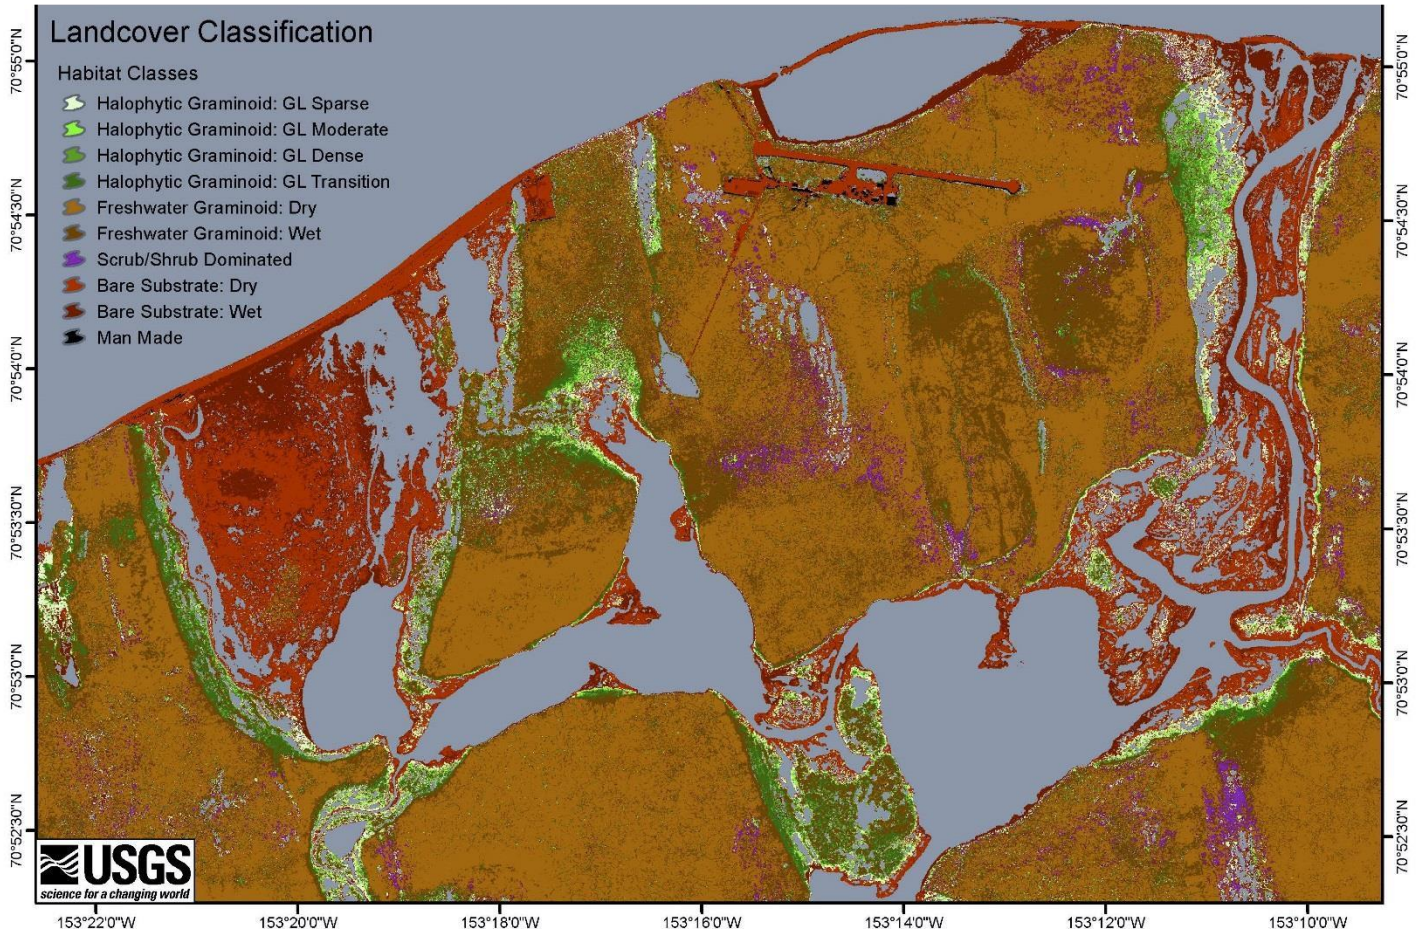 Landcover Classification
Habitat Classes
Halophytic Graminoid: GL Sparse
Halophytic Graminoid: GL Moderate
Halophytic Graminoid: GL Dense
Halophytic Graminoid: GL Transition
Freshwater Graminoid: Dry
Freshwater Graminoid: Wet
Scrub/Shrub Dominated
Bare Substrate: Dry
Bare Substrate: Wet
Man Made
70°55'0"N
70°54'30"N
70°54'0"N
70°53'30"N
70°53'0"N
70°52'30"N
70°55'0"N
70°54'30"N
70°54'0"N
70°53'30"N
70°53'0"N
70°52'30"N
USGS
science for a changing world
153°22'0"W
153°20'0"W
153°18'0"W
153°16'0"W
153°14'0"W
153°12'0"W
153°10'0"W